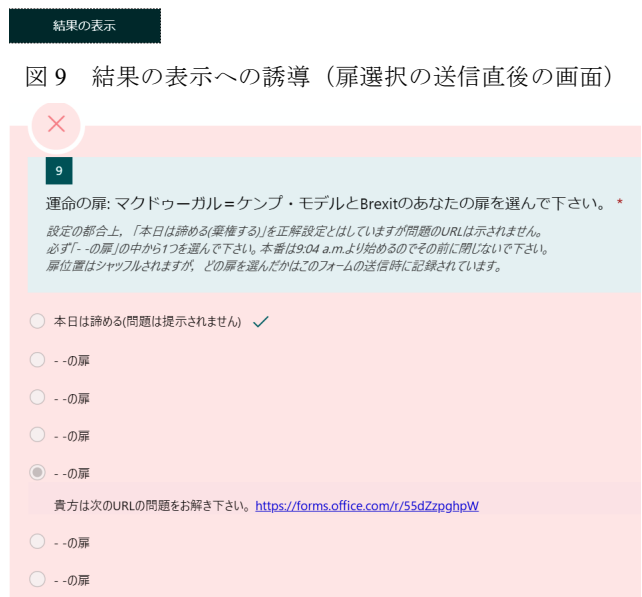 結果の表示
図 9　結果の表示への誘導（扉選択の送信直後の画面）
9
運命の扉: マクドゥーガル＝ケンプ・モデルとBrexitのあなたの扉を選んで下さい。 *
設定の都合上，「本日は諦める(棄権する)」を正解設定とはしていますが問題のURLは示されません。
必ず「- -の扉」の中から1つを選んで下さい。本番は9:04 a.m.より始めるのでその前に閉じないで下さい。
扉位置はシャッフルされますが，どの扉を選んだかはこのフォームの送信時に記録されています。
本日は諦める(問題は提示されません)
- -の扉
- -の扉
- -の扉
- -の扉
貴方は次のURLの問題をお解き下さい。https://forms.office.com/r/55dZzpghpW
- -の扉
- -の扉